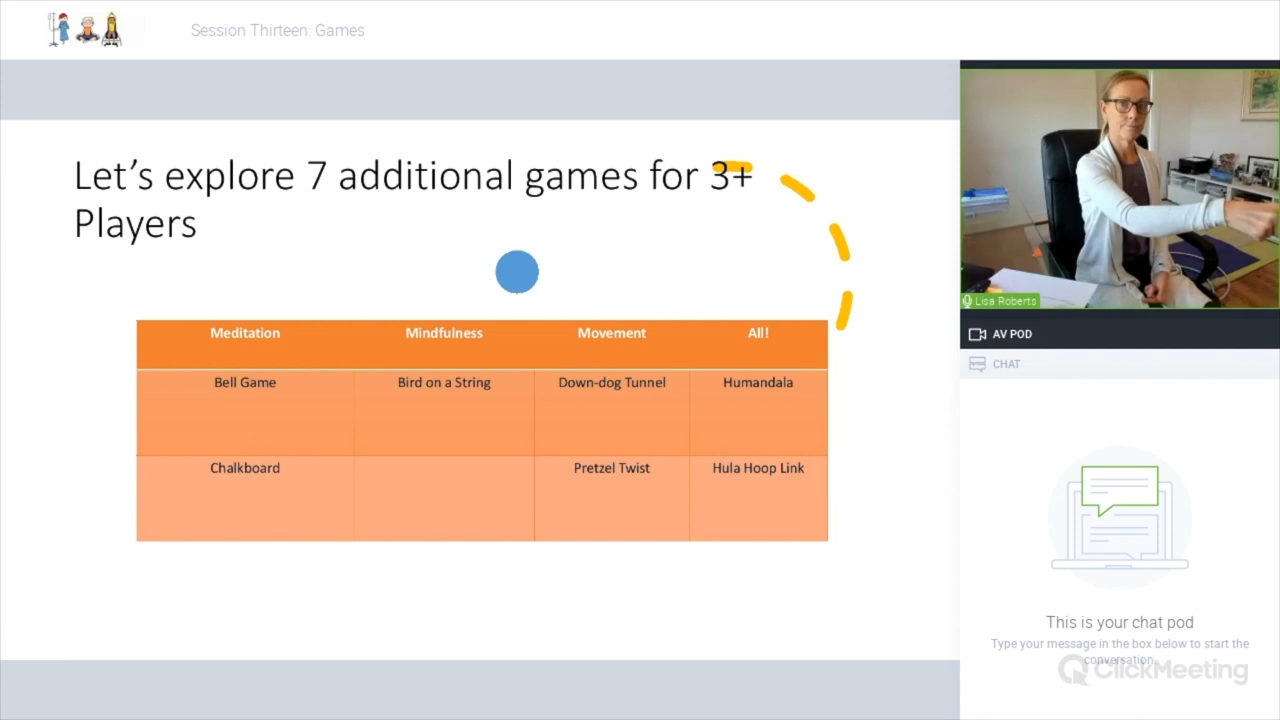 Session Thirteen: Games
Let’s explore 7 additional games for 3+
Players
Meditation Mindfulness Movement All!
Bell Game Bird on a String Down-dog Tunnel Humandala
Chalkboard Pretzel Twist Hula Hoop Link
Lisa Roberts
AV POD
CHAT
This is your chat pod
Type your message in the box below to start the
conversation.
ClickMeeting